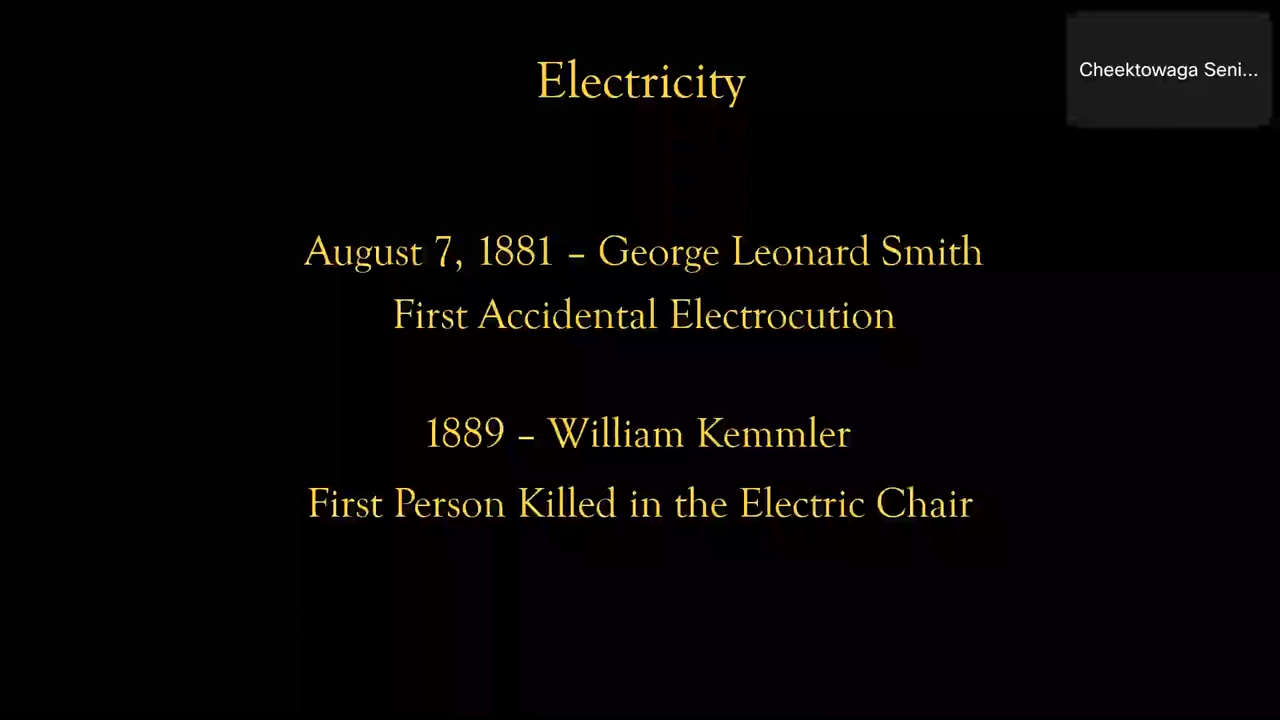 Cheektowaga Seni...
Electricity
August 7, 1881 – George Leonard Smith
First Accidental Electrocution
1889 – William Kemmler
First Person Killed in the Electric Chair